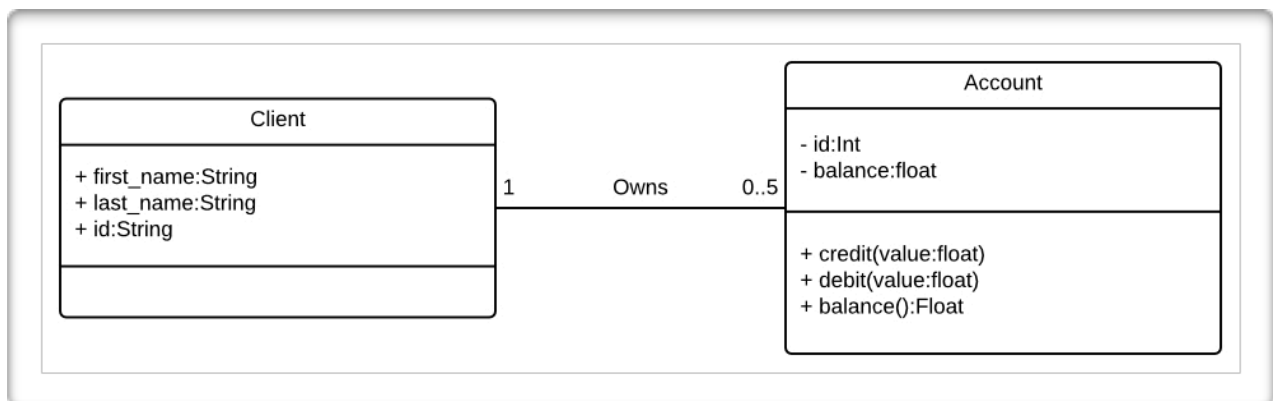 Client
+ first_name:String
+ last_name:String
+ id:String
1 Owns 0..5
Account
- id:Int
- balance:float
+ credit(value:float)
+ debit(value:float)
+ balance():Float